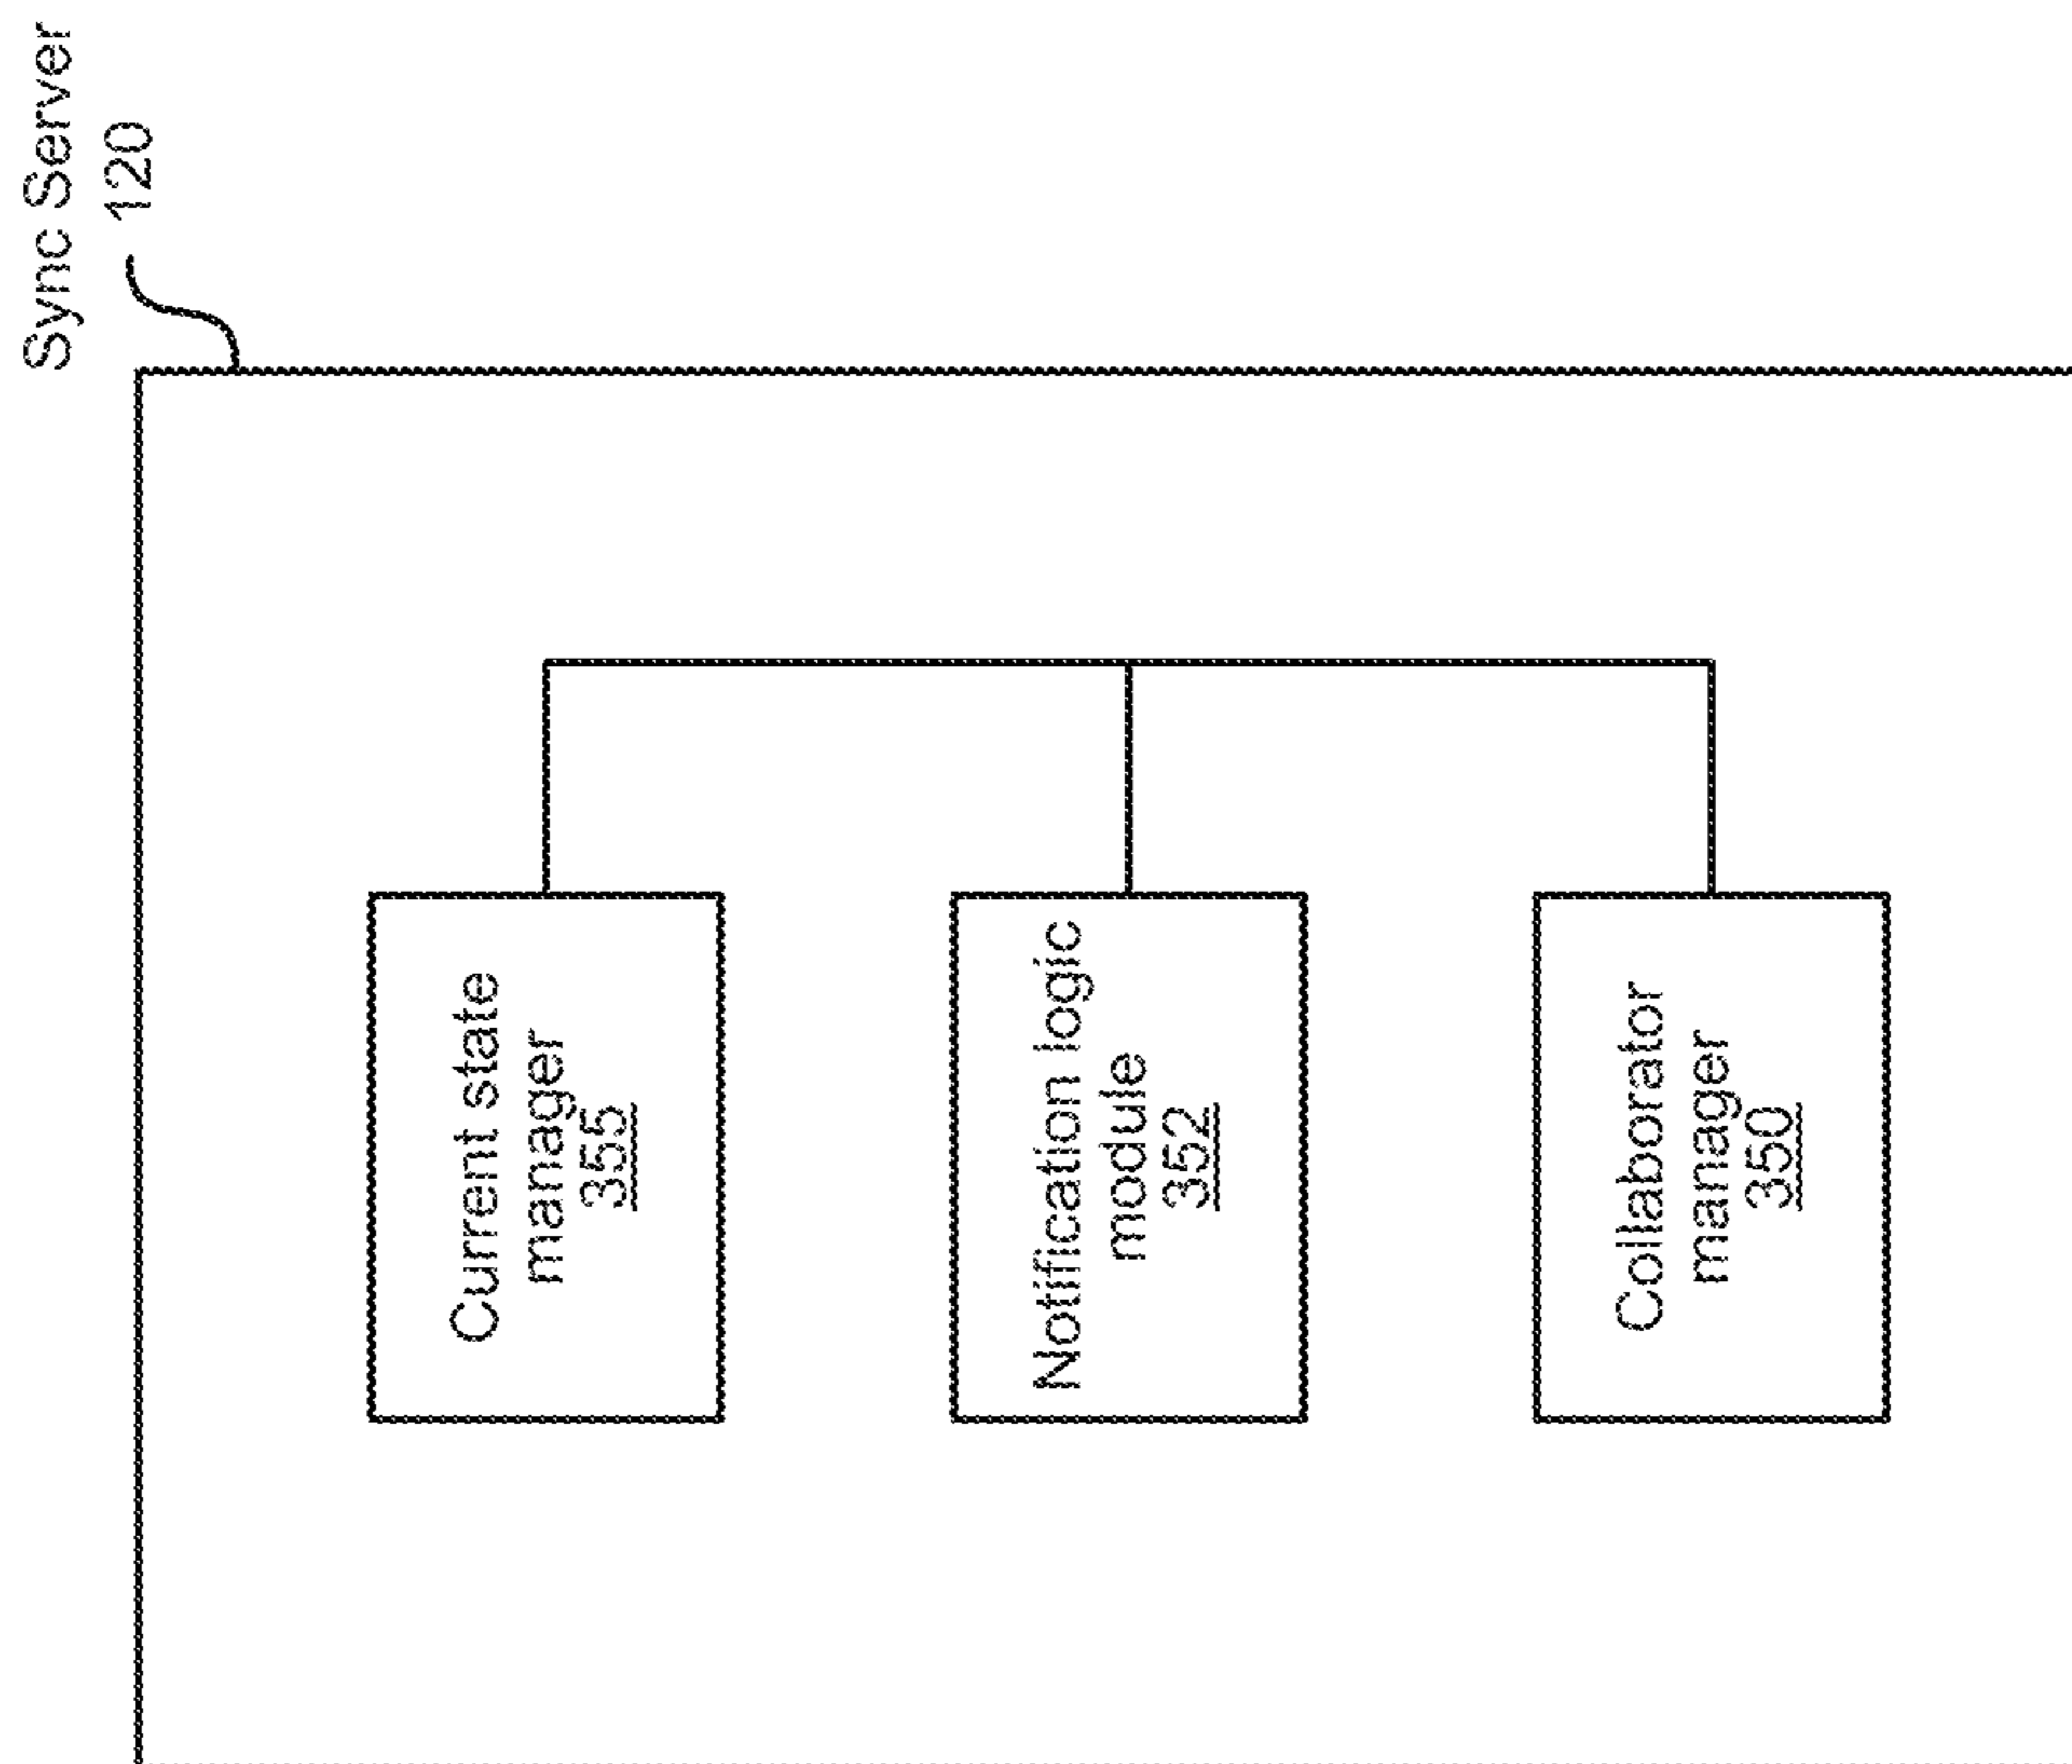 Sync Server
120
Current state
manager
355
Notification logic
module
352
Collaborator
manager
350